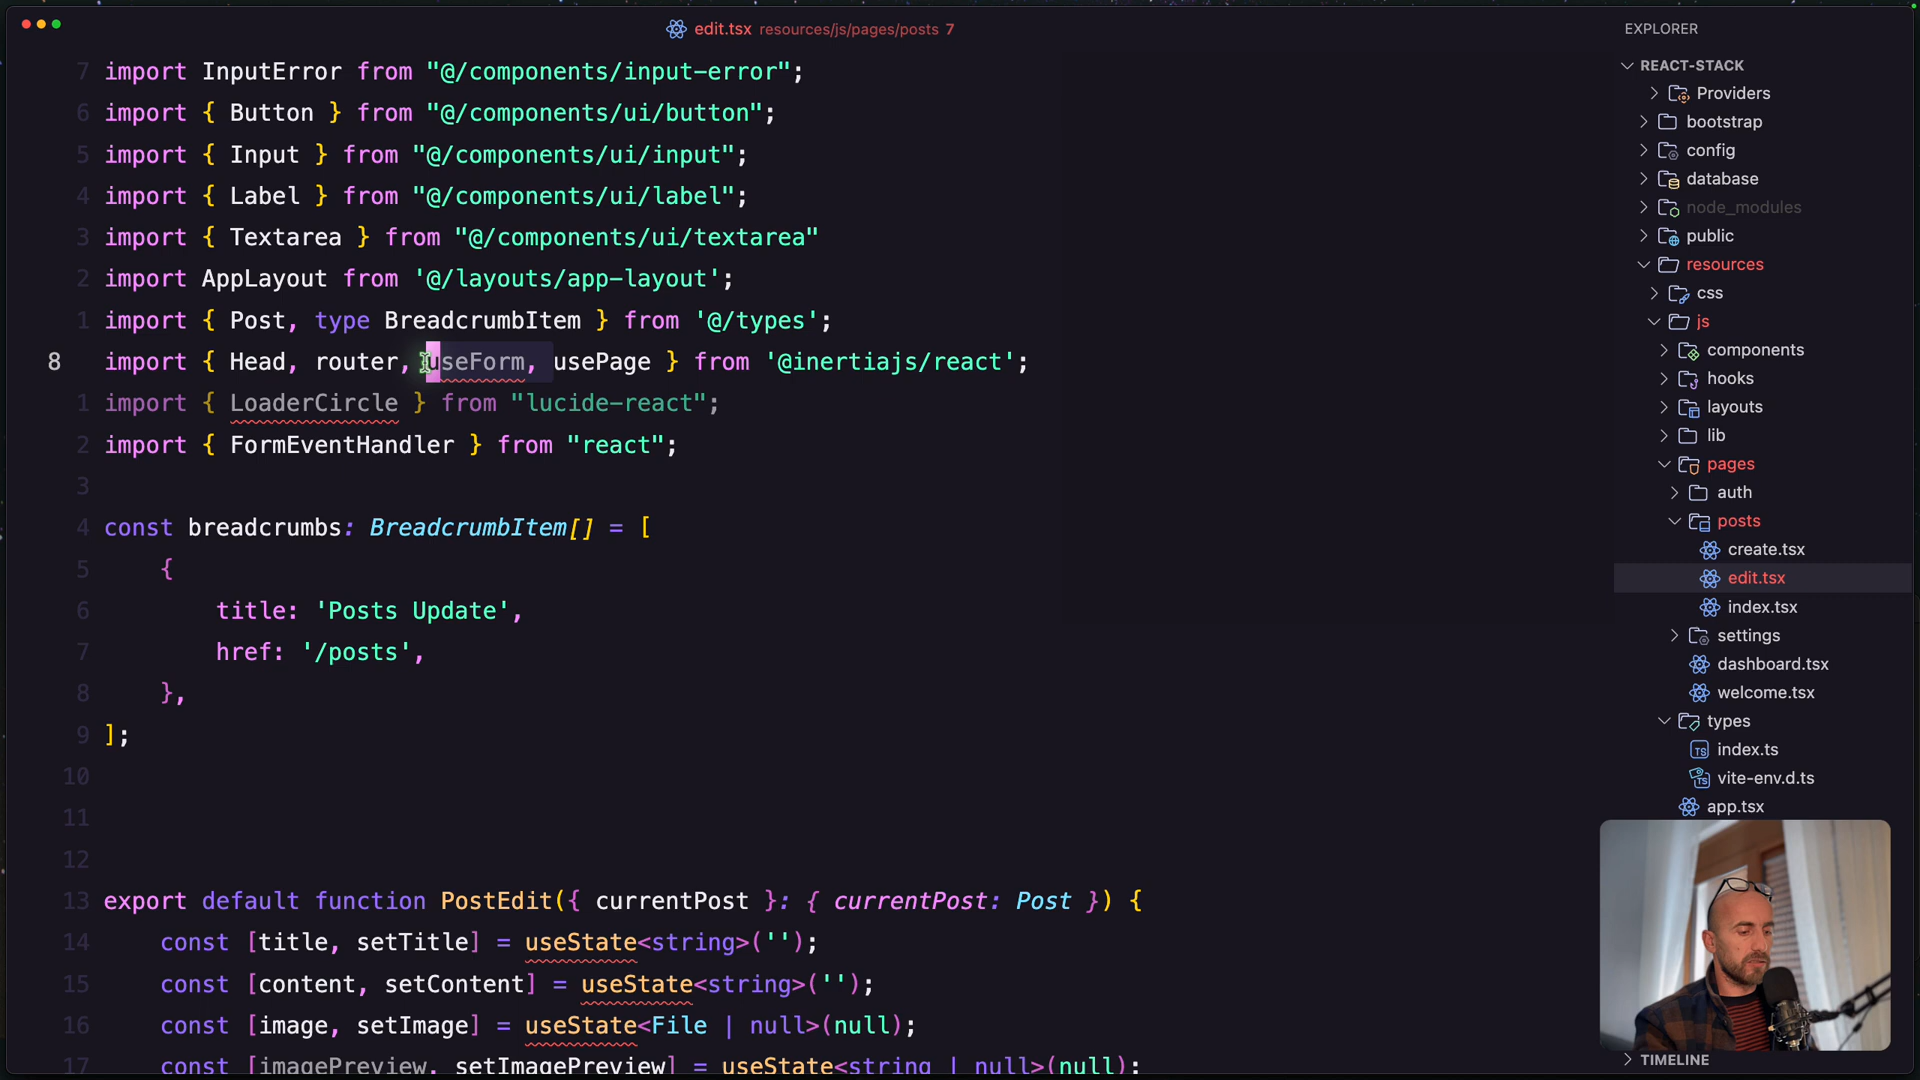 edit.tsx resources/js/pages/posts 7
7 import InputError from "@/components/input-error";
6 import { Button } from "@/components/ui/button";
5 import { Input } from "@/components/ui/input";
4 import { Label } from "@/components/ui/label";
3 import { Textarea } from "@/components/ui/textarea"
2 import AppLayout from '@/layouts/app-layout';
1 import { Post, type BreadcrumbItem } from '@/types';
8 import { Head, router, useForm, usePage } from '@inertiajs/react';
1 import { LoaderCircle } from "lucide-react";
2 import { FormEventHandler } from "react";
3
4 const breadcrumbs: BreadcrumbItem[] = [
5 {
6 title: 'Posts Update',
7 href: '/posts',
8 },
9 ];
10
11
12
13 export default function PostEdit({ currentPost }: { currentPost: Post }) {
14 const [title, setTitle] = useState<string>('');
15 const [content, setContent] = useState<string>('');
16 const [image, setImage] = useState<File | null>(null);
17 const [imagePreview, setImagePreview] = useState<string | null>(null);
EXPLORER
REACT-STACK
Providers
bootstrap
config
database
node_modules
public
resources
css
js
components
hooks
layouts
lib
pages
auth
posts
create.tsx
edit.tsx
index.tsx
settings
dashboard.tsx
welcome.tsx
types
index.ts
vite-env.d.ts
app.tsx
TIMELINE